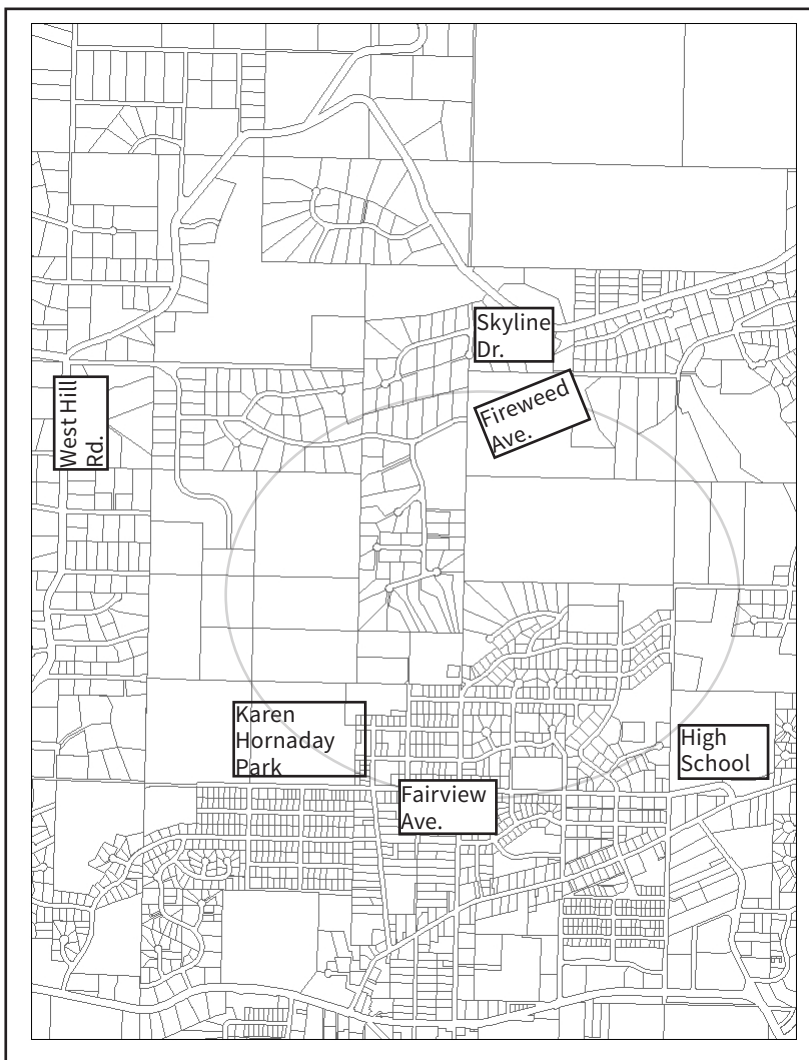 Skyline
Dr.
Fireweed
Ave.
West Hill
Rd.
Karen
Hornaday
Park
High
School
Fairview
Ave.